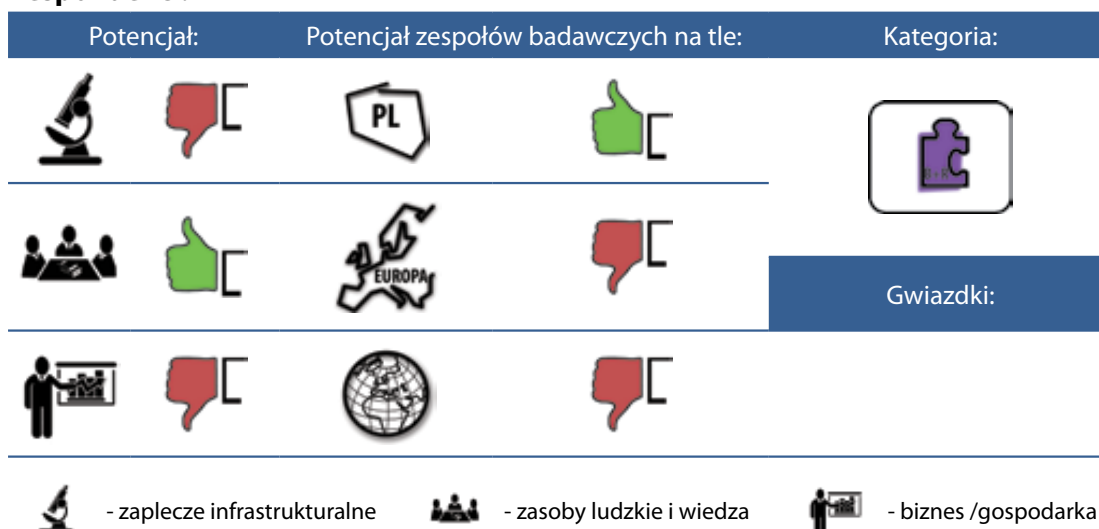 Potencjał: Potencjał zespołów badawczych na tle: Kategoria:
PL
B+R
EUROPA
Gwiazdki:
- zaplecze infrastrukturalne - zasoby ludzkie i wiedza - biznes /gospodarka